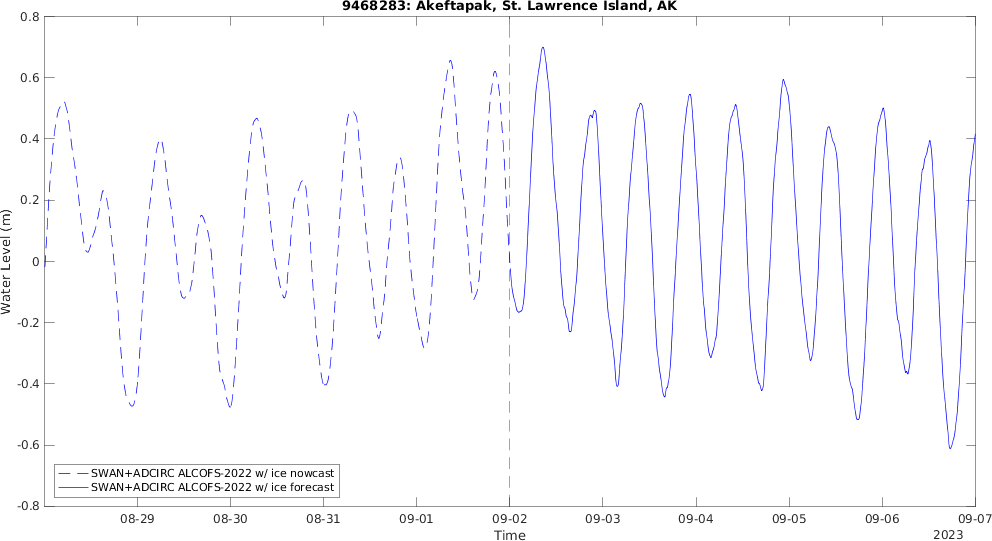 9468283: Akeftapak, St. Lawrence Island, AK
0.8
0.6
0.4
0.2
0
-0.2
-0.4
-0.6
-0.8
Water Level (m)
SWAN+ADCIRC ALCOFS-2022 w/ ice nowcast
SWAN+ADCIRC ALCOFS-2022 w/ ice forecast
08-29 08-30 08-31 09-01 09-02 09-03 09-04 09-05 09-06 09-07
Time
2023